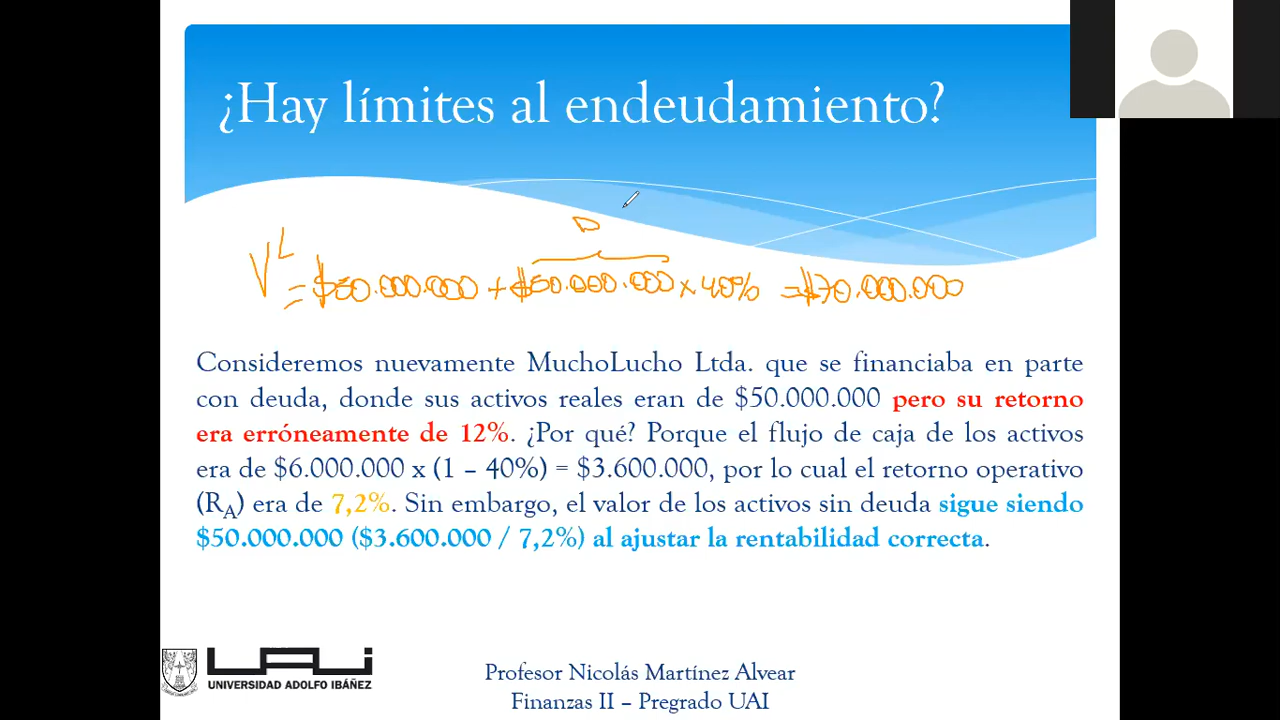 ¿Hay límites al endeudamiento?
D
V^L = $50.000.000 + $50.000.000 x 40% = $70.000.000
Consideremos nuevamente MuchoLucho Ltda. que se financiaba en parte
con deuda, donde sus activos reales eran de $50.000.000 pero su retorno
era erróneamente de 12%. ¿Por qué? Porque el flujo de caja de los activos
era de $6.000.000 x (1 – 40%) = $3.600.000, por lo cual el retorno operativo
(RA) era de 7,2%. Sin embargo, el valor de los activos sin deuda sigue siendo
$50.000.000 ($3.600.000 / 7,2%) al ajustar la rentabilidad correcta.
UAI
UNIVERSIDAD ADOLFO IBÁÑEZ
Profesor Nicolás Martínez Alvear
Finanzas II – Pregrado UAI